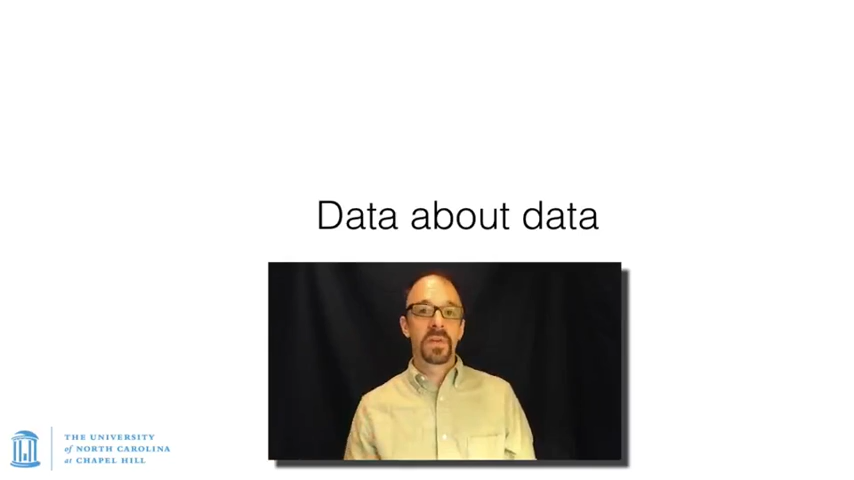 Data about data
THE UNIVERSITY
of NORTH CAROLINA
at CHAPEL HILL